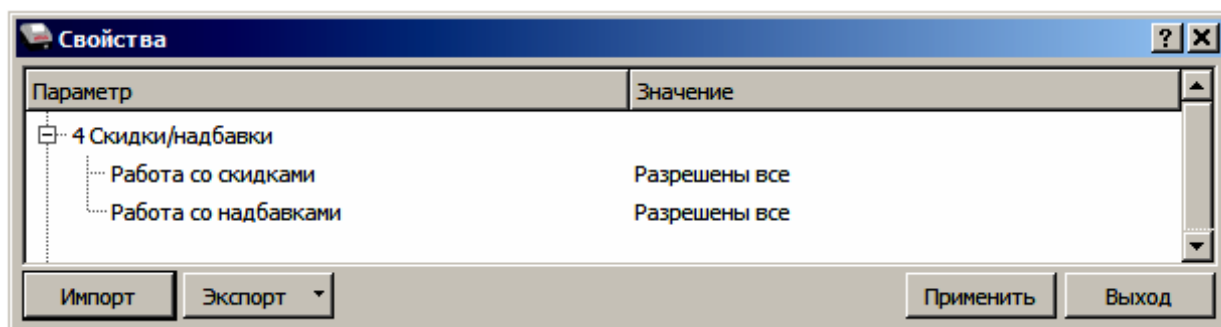 Свойства
Параметр Значение
4 Скидки/надбавки
Работа со скидками Разрешены все
Работа со надбавками Разрешены все
Импорт Экспорт Применить Выход